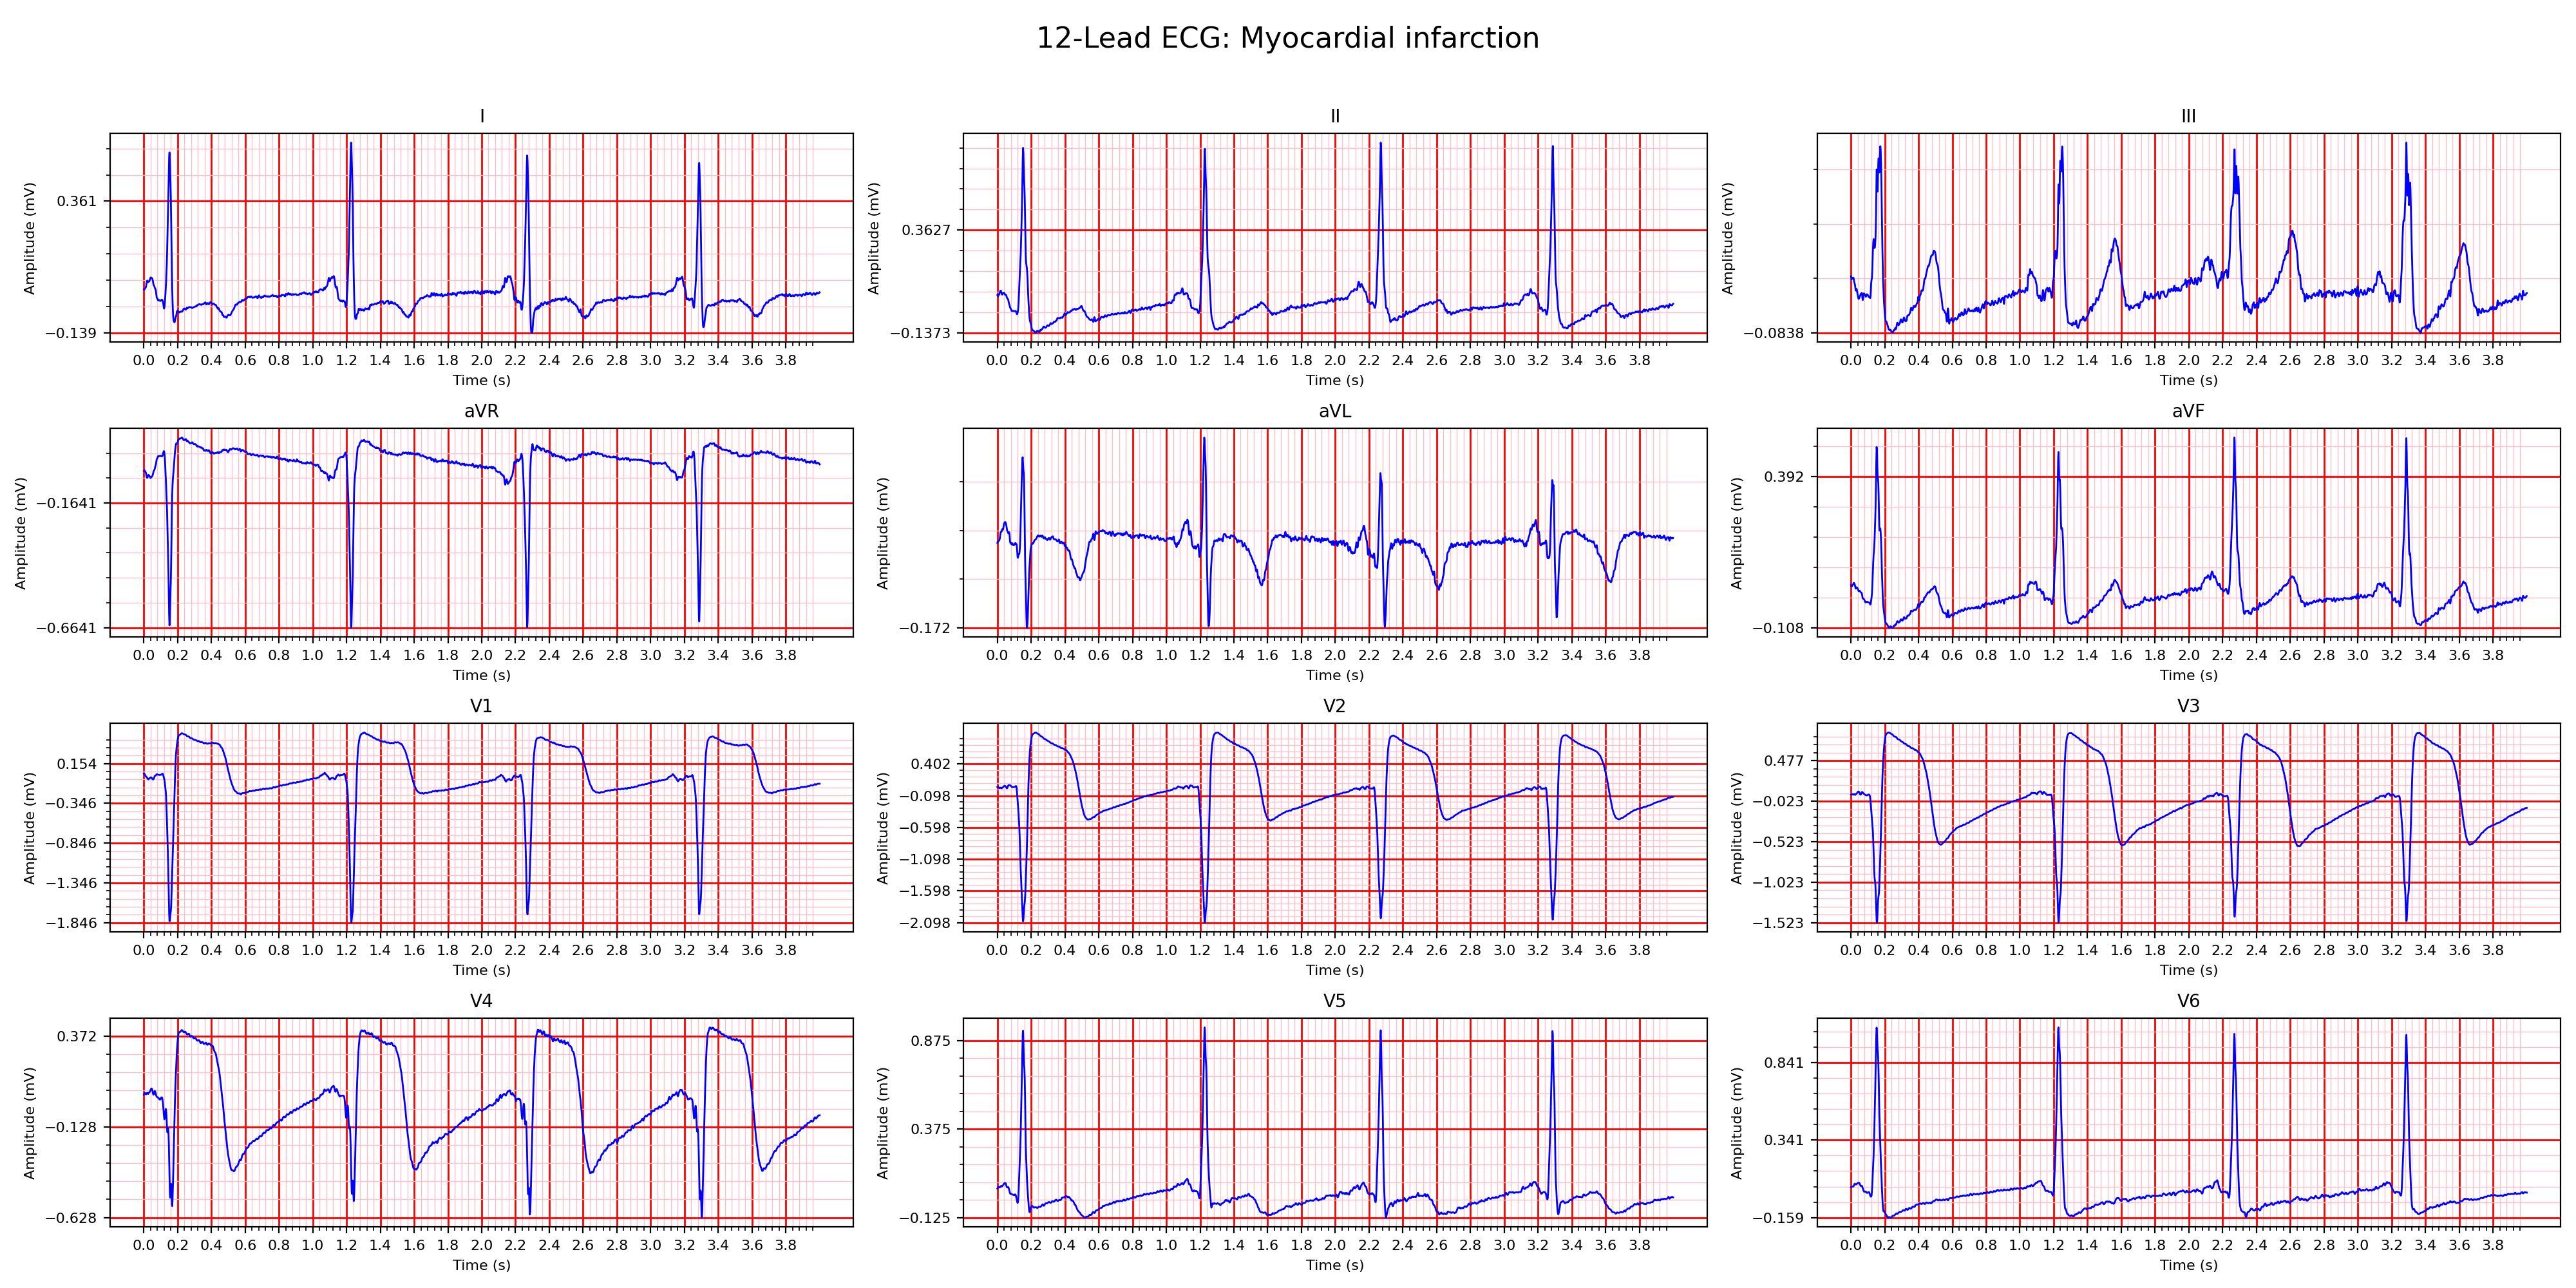 12-Lead ECG: Myocardial infarction
I
II
III
Amplitude (mV)
0.361
−0.139
0.0 0.2 0.4 0.6 0.8 1.0 1.2 1.4 1.6 1.8 2.0 2.2 2.4 2.6 2.8 3.0 3.2 3.4 3.6 3.8
Time (s)
Amplitude (mV)
0.3627
−0.1373
0.0 0.2 0.4 0.6 0.8 1.0 1.2 1.4 1.6 1.8 2.0 2.2 2.4 2.6 2.8 3.0 3.2 3.4 3.6 3.8
Time (s)
Amplitude (mV)
−0.0838
0.0 0.2 0.4 0.6 0.8 1.0 1.2 1.4 1.6 1.8 2.0 2.2 2.4 2.6 2.8 3.0 3.2 3.4 3.6 3.8
Time (s)
aVR
aVL
aVF
Amplitude (mV)
−0.1641
−0.6641
0.0 0.2 0.4 0.6 0.8 1.0 1.2 1.4 1.6 1.8 2.0 2.2 2.4 2.6 2.8 3.0 3.2 3.4 3.6 3.8
Time (s)
Amplitude (mV)
−0.172
0.0 0.2 0.4 0.6 0.8 1.0 1.2 1.4 1.6 1.8 2.0 2.2 2.4 2.6 2.8 3.0 3.2 3.4 3.6 3.8
Time (s)
Amplitude (mV)
0.392
−0.108
0.0 0.2 0.4 0.6 0.8 1.0 1.2 1.4 1.6 1.8 2.0 2.2 2.4 2.6 2.8 3.0 3.2 3.4 3.6 3.8
Time (s)
V1
V2
V3
Amplitude (mV)
0.154
−0.346
−0.846
−1.346
−1.846
0.0 0.2 0.4 0.6 0.8 1.0 1.2 1.4 1.6 1.8 2.0 2.2 2.4 2.6 2.8 3.0 3.2 3.4 3.6 3.8
Time (s)
Amplitude (mV)
0.402
−0.098
−0.598
−1.098
−1.598
−2.098
0.0 0.2 0.4 0.6 0.8 1.0 1.2 1.4 1.6 1.8 2.0 2.2 2.4 2.6 2.8 3.0 3.2 3.4 3.6 3.8
Time (s)
Amplitude (mV)
0.477
−0.023
−0.523
−1.023
−1.523
0.0 0.2 0.4 0.6 0.8 1.0 1.2 1.4 1.6 1.8 2.0 2.2 2.4 2.6 2.8 3.0 3.2 3.4 3.6 3.8
Time (s)
V4
V5
V6
Amplitude (mV)
0.372
−0.128
−0.628
0.0 0.2 0.4 0.6 0.8 1.0 1.2 1.4 1.6 1.8 2.0 2.2 2.4 2.6 2.8 3.0 3.2 3.4 3.6 3.8
Time (s)
Amplitude (mV)
0.875
0.375
−0.125
0.0 0.2 0.4 0.6 0.8 1.0 1.2 1.4 1.6 1.8 2.0 2.2 2.4 2.6 2.8 3.0 3.2 3.4 3.6 3.8
Time (s)
Amplitude (mV)
0.841
0.341
−0.159
0.0 0.2 0.4 0.6 0.8 1.0 1.2 1.4 1.6 1.8 2.0 2.2 2.4 2.6 2.8 3.0 3.2 3.4 3.6 3.8
Time (s)